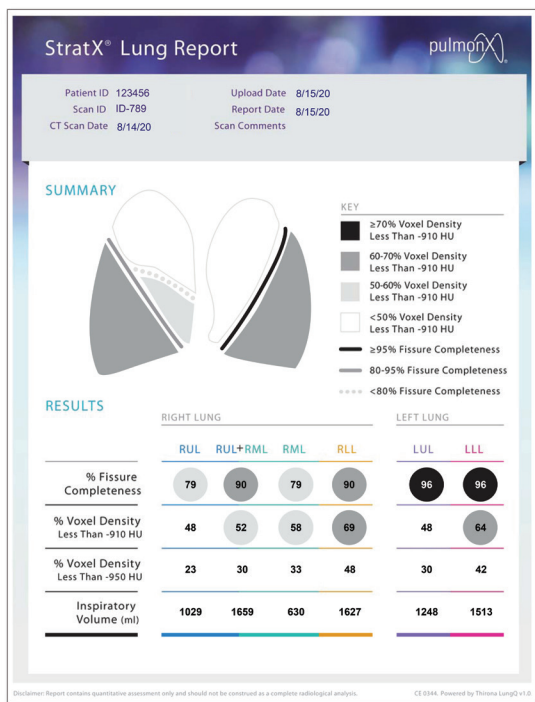 StratX® Lung Report
pulmonX
Patient ID 123456
Scan ID ID-789
CT Scan Date 8/14/20
Upload Date 8/15/20
Report Date 8/15/20
Scan Comments
SUMMARY
KEY
≥70% Voxel Density
Less Than -910 HU
60-70% Voxel Density
Less Than -910 HU
50-60% Voxel Density
Less Than -910 HU
<50% Voxel Density
Less Than -910 HU
≥95% Fissure Completeness
80-95% Fissure Completeness
<80% Fissure Completeness
RESULTS
RIGHT LUNG LEFT LUNG
RUL RUL+RML RML RLL LUL LLL
% Fissure
Completeness
79 90 79 90 96 96
% Voxel Density
Less Than -910 HU
48 52 58 69 48 64
% Voxel Density
Less Than -950 HU
23 30 33 48 30 42
Inspiratory
Volume (ml)
1029 1659 630 1627 1248 1513
Disclaimer: Report contains quantitative assessment only and should not be construed as a complete radiological analysis. CE 0344. Powered by Thirona LungQ v1.0